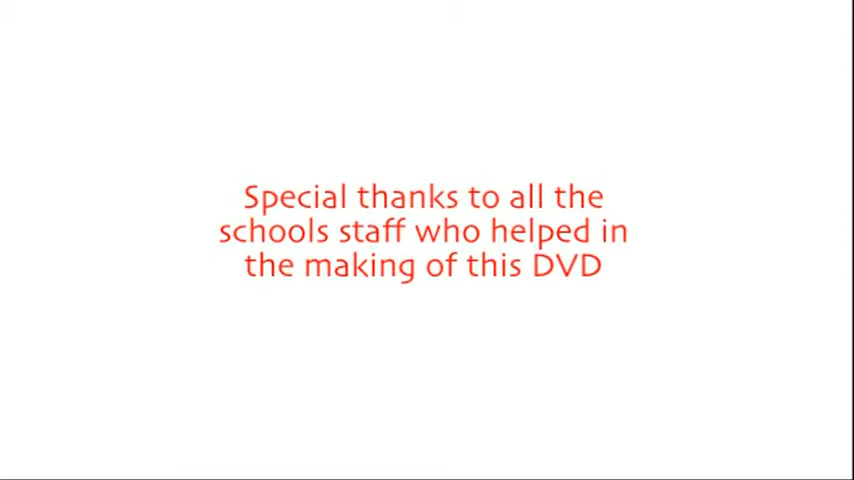 Special thanks to all the
schools staff who helped in
the making of this DVD